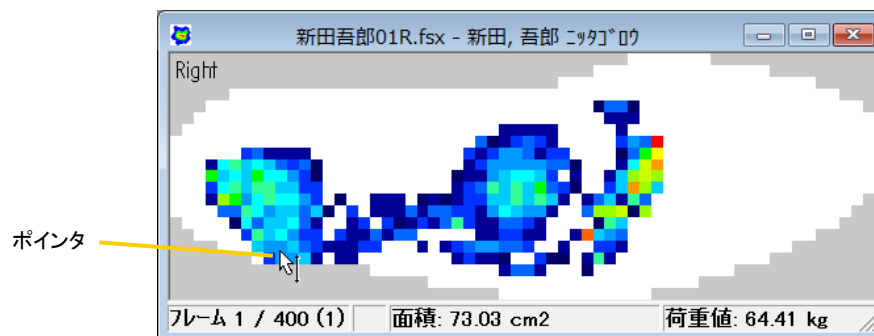 新田吾郎01R.fsx - 新田, 吾郎 ﾆｯﾀｺﾞﾛｳ
Right
ポインタ
ﾌﾚｰﾑ 1 / 400 (1)
面積: 73.03 cm2
荷重値: 64.41 kg